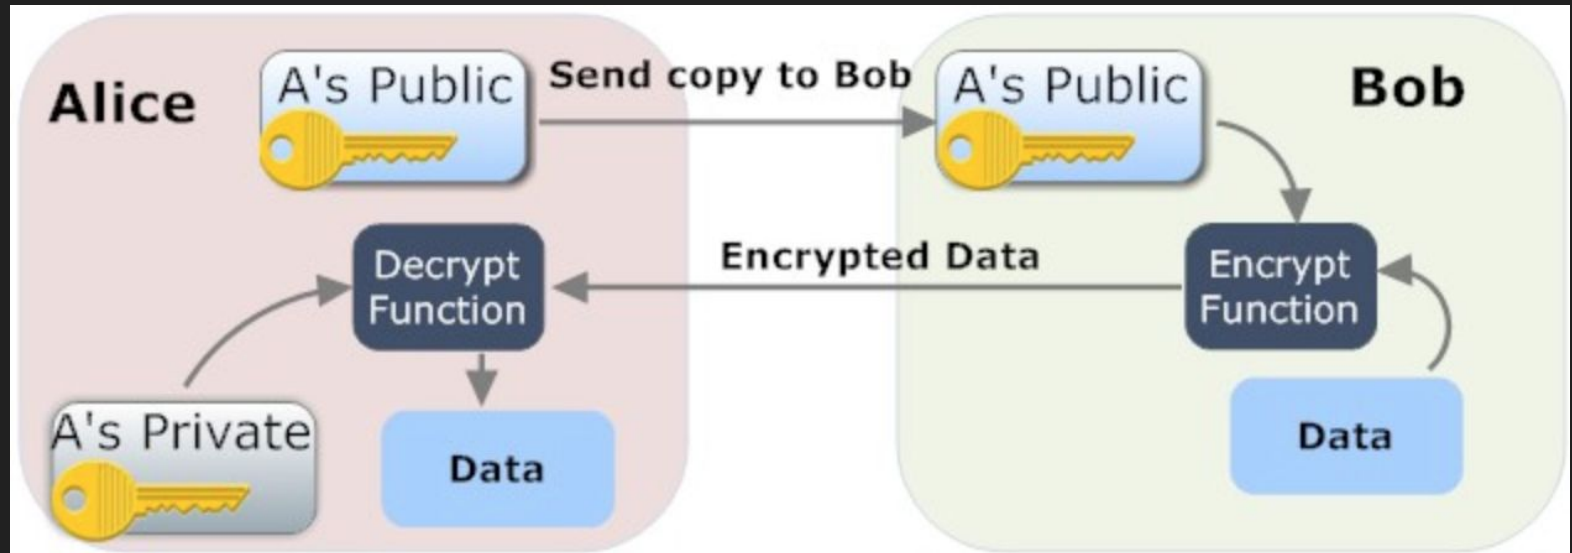 Alice
A's Public
Send copy to Bob
A's Public
Bob
Decrypt
Function
Encrypted Data
Encrypt
Function
A's Private
Data
Data